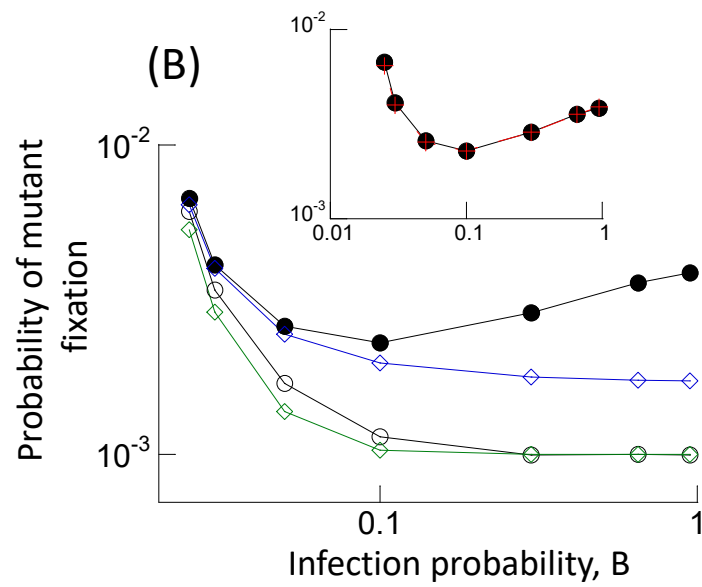 (B)
10^-2
10^-3
0.01
0.1
1
Probability of mutant
fixation
10^-2
10^-3
0.1
1
Infection probability, B